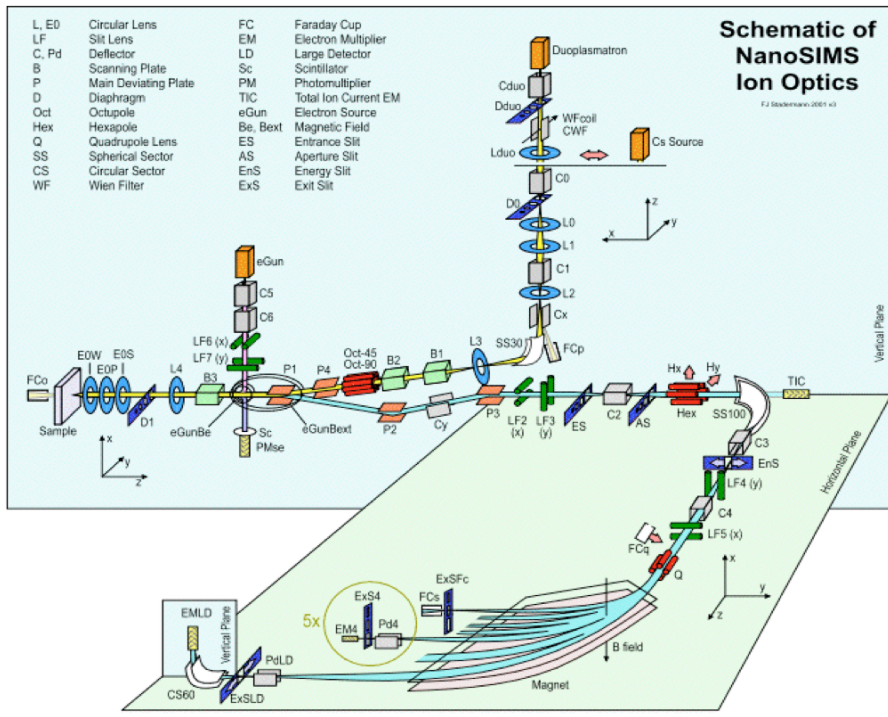 Schematic of
NanoSIMS
Ion Optics
FJ Stadermann 2001 v3
L, E0 Circular Lens
LF Slit Lens
C, Pd Deflector
B Scanning Plate
P Main Deviating Plate
D Diaphragm
Oct Octupole
Hex Hexapole
Q Quadrupole Lens
SS Spherical Sector
CS Circular Sector
WF Wien Filter
FC Faraday Cup
EM Electron Multiplier
LD Large Detector
Sc Scintillator
PM Photomultiplier
TIC Total Ion Current EM
eGun Electron Source
Be, Bext Magnetic Field
ES Entrance Slit
AS Aperture Slit
EnS Energy Slit
ExS Exit Slit
Duoplasmatron
Cduo
Dduo
WFcoil
CWF
Lduo
Cs Source
C0
D0
L0
L1
C1
L2
Cx
SS30
FCp
z
y
x
Vertical Plane
eGun
C5
C6
LF6 (x)
LF7 (y)
E0W
E0P
E0S
L4
B3
P1
P4
Oct-45
Oct-90
B2
B1
L3
FCo
Sample
D1
eGunBe
Sc
PMse
eGunBext
P2
Cy
P3
LF2
(x)
LF3
(y)
ES
C2
AS
Hx
Hy
Hex
SS100
TIC
x
y
z
C3
EnS
LF4 (y)
C4
LF5 (x)
FCq
Q
Horizontal Plane
x
y
z
5x
ExS4
EM4
Pd4
FCs
ExSFc
B field
Magnet
EMLD
Vertical Plane
CS60
ExSLD
PdLD